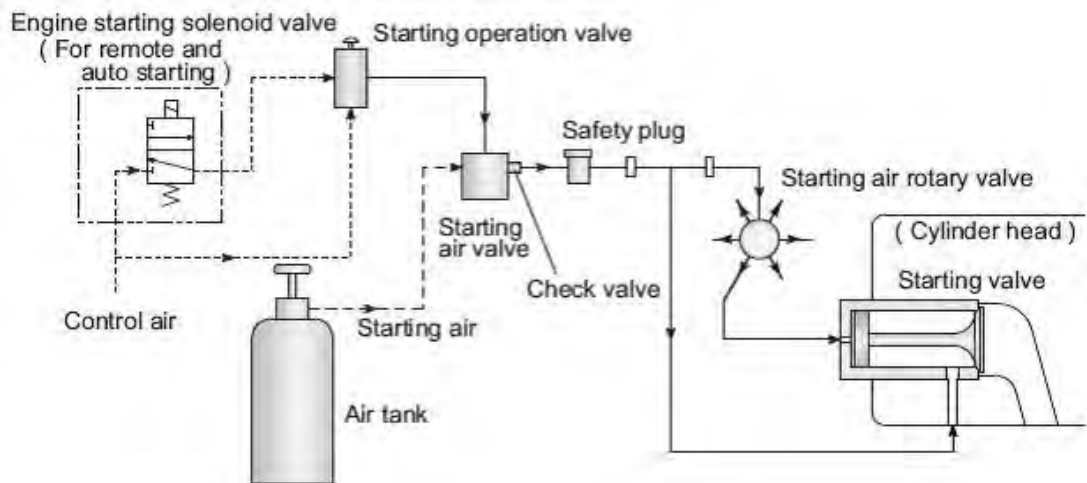 Engine starting solenoid valve
( For remote and
auto starting )
Starting operation valve
Safety plug
Starting air rotary valve
Starting
air valve
( Cylinder head )
Starting valve
Check valve
Control air
Starting air
Air tank